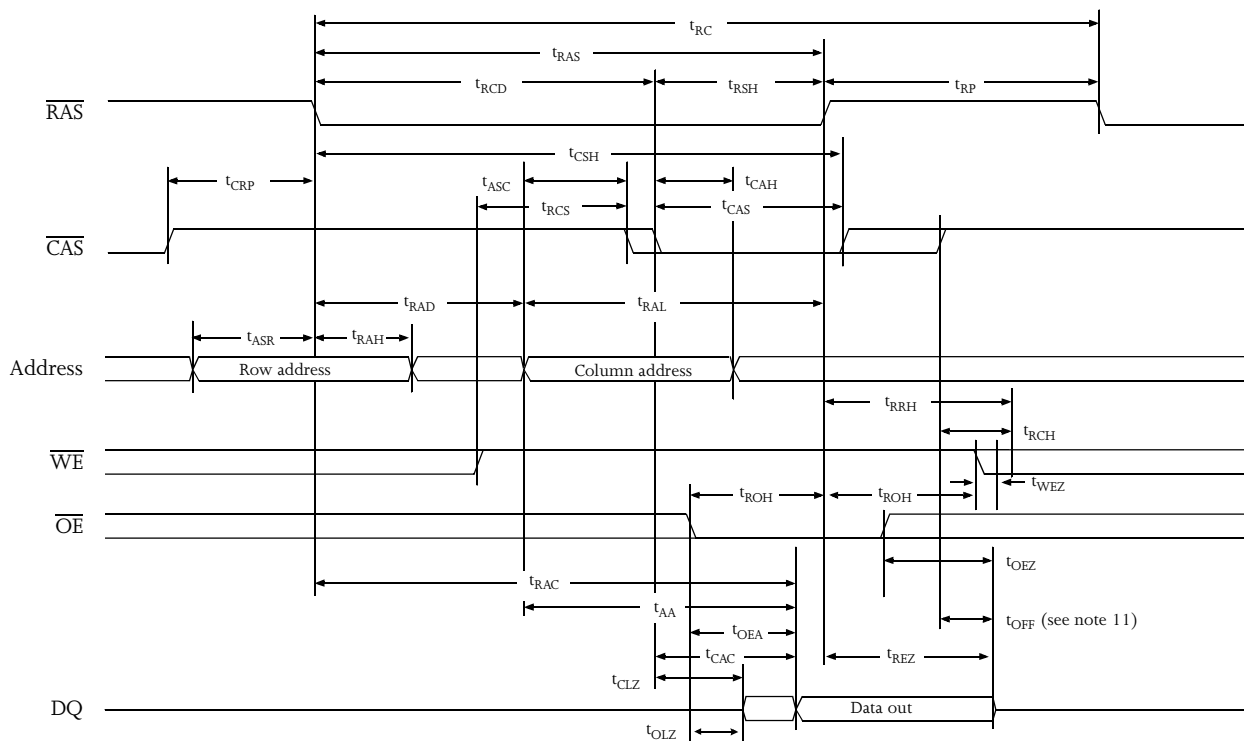 tRC
tRAS
tRCD tRSH tRP
RAS
tCSH
tCRP tASC tCAH
tRCS tCAS
CAS
tRAD tRAL
tASR tRAH
Address Row address Column address
tRRH
tRCH
WE
tROH tROH tWEZ
OE
tOEZ
tRAC
tAA
tOEA tOFF (see note 11)
tCAC tREZ
tCLZ
DQ Data out
tOLZ